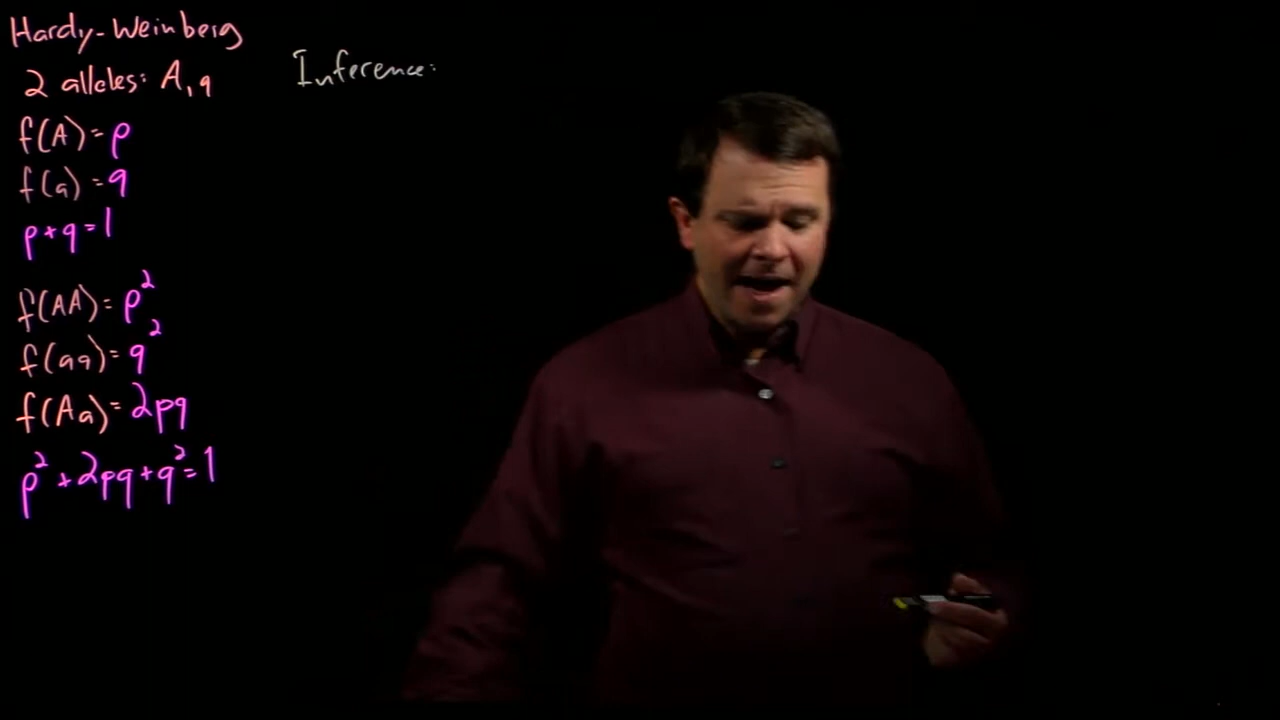 Hardy-Weinberg
2 alleles: A, a
Inference:
f(A)=p
f(a)=q
p+q=1
f(AA)=p²
f(aa)=q²
f(Aa)=2pq
p²+2pq+q²=1